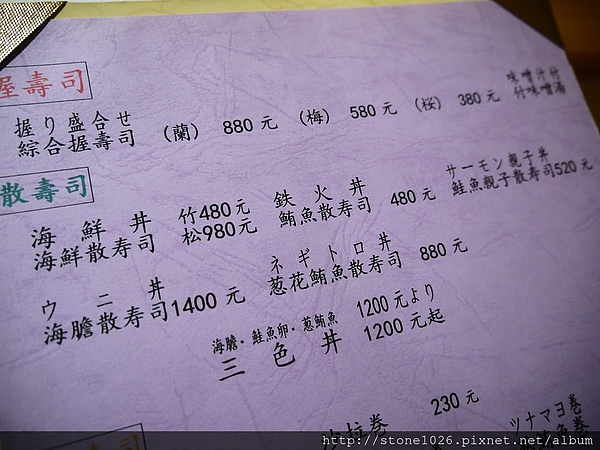 握壽司
味噌汁付
握り盛合せ
綜合握壽司 (蘭) 880元 (梅) 580元 (桜) 380元 付味噌湯
散壽司
海鮮丼 竹480元 鉄火丼 サーモン親子丼
海鮮散寿司 松980元 鮪魚散寿司 480元 鮭魚親子散寿司520元
ウニ丼 ネギトロ丼
海膽散寿司1400元 葱花鮪魚散寿司 880元
海膽・鮭魚卵・葱鮪魚 1200元より
三色丼 1200元起
沙拉巻 230元 ツナマヨ巻
http://stone1026.pixnet.net/album